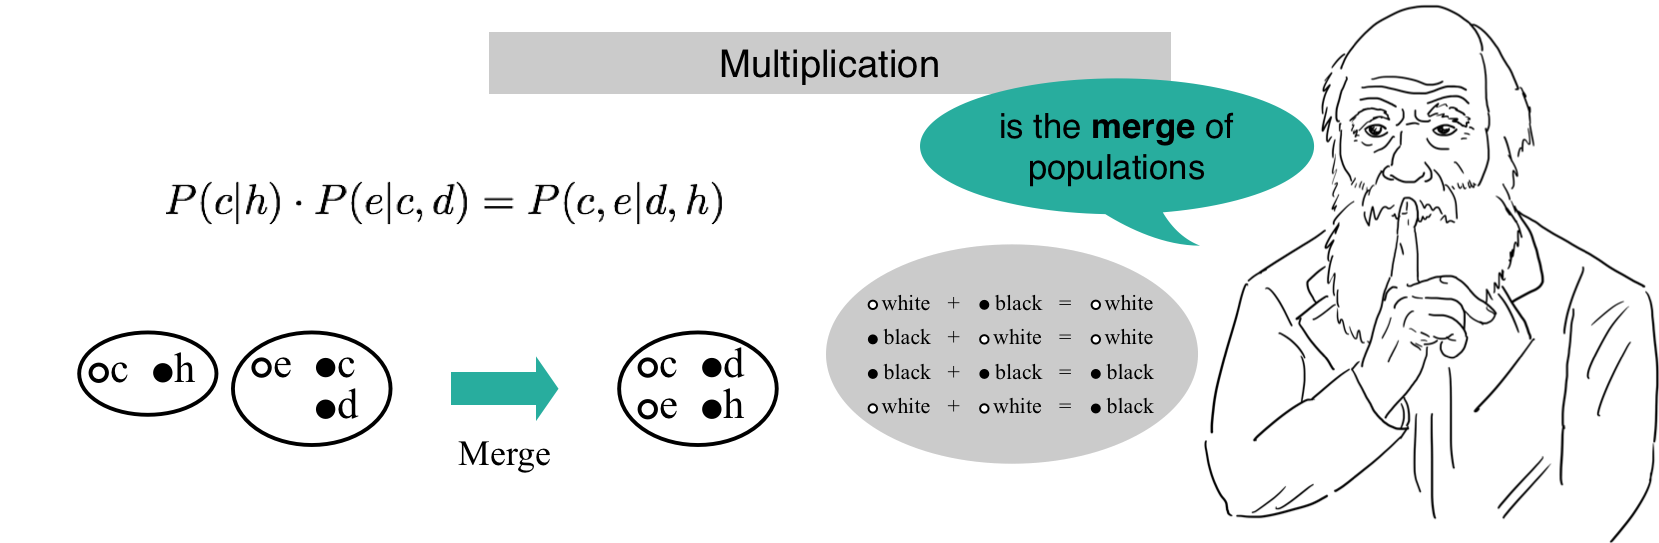 Multiplication
is the merge of
populations
P(c|h) · P(e|c, d) = P(c, e|d, h)
c h
e c
d
Merge
c d
e h
white + black = white
black + white = white
black + black = black
white + white = black